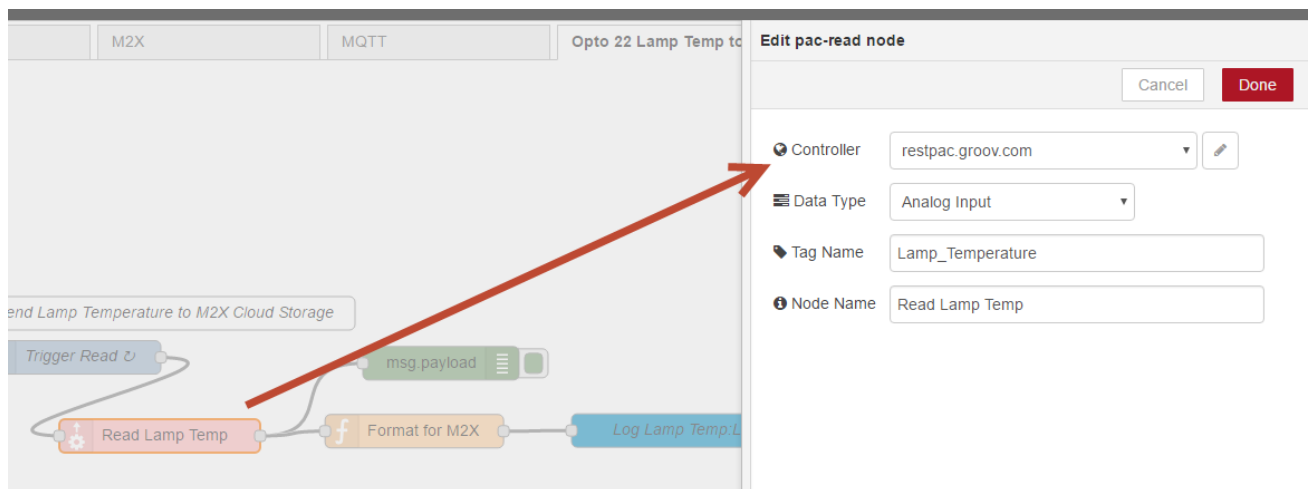 M2X
MQTT
Opto 22 Lamp Temp to
Edit pac-read node
Cancel
Done
Controller
restpac.groov.com
Data Type
Analog Input
Tag Name
Lamp_Temperature
Node Name
Read Lamp Temp
end Lamp Temperature to M2X Cloud Storage
Trigger Read ↻
msg.payload
Read Lamp Temp
Format for M2X
Log Lamp Temp:L